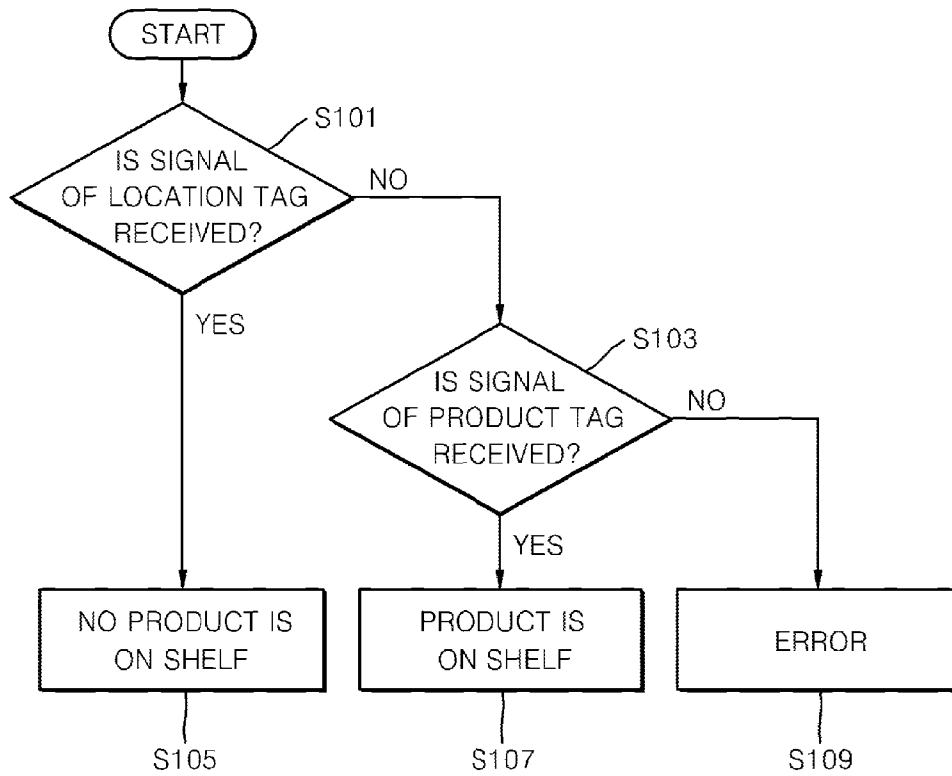 START
S101
IS SIGNAL
OF LOCATION TAG
RECEIVED?
NO
YES
S103
IS SIGNAL
OF PRODUCT TAG
RECEIVED?
NO
YES
NO PRODUCT IS
ON SHELF
PRODUCT IS
ON SHELF
ERROR
S105
S107
S109